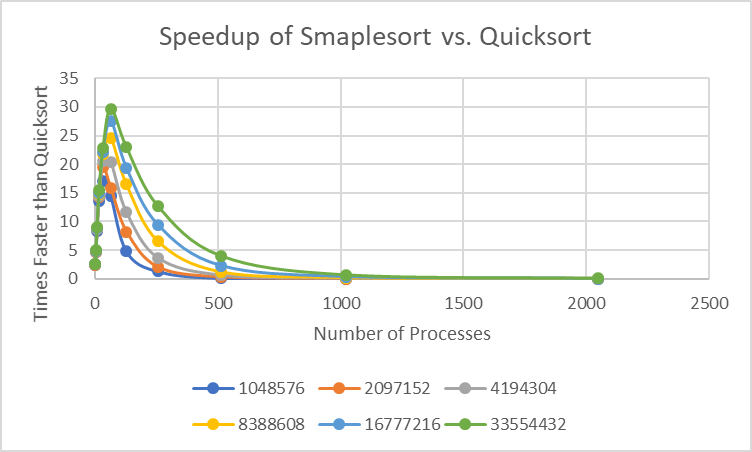 Speedup of Smaplesort vs. Quicksort
Times Faster than Quicksort
35
30
25
20
15
10
5
0
0 500 1000 1500 2000 2500
Number of Processes
1048576 2097152 4194304
8388608 16777216 33554432